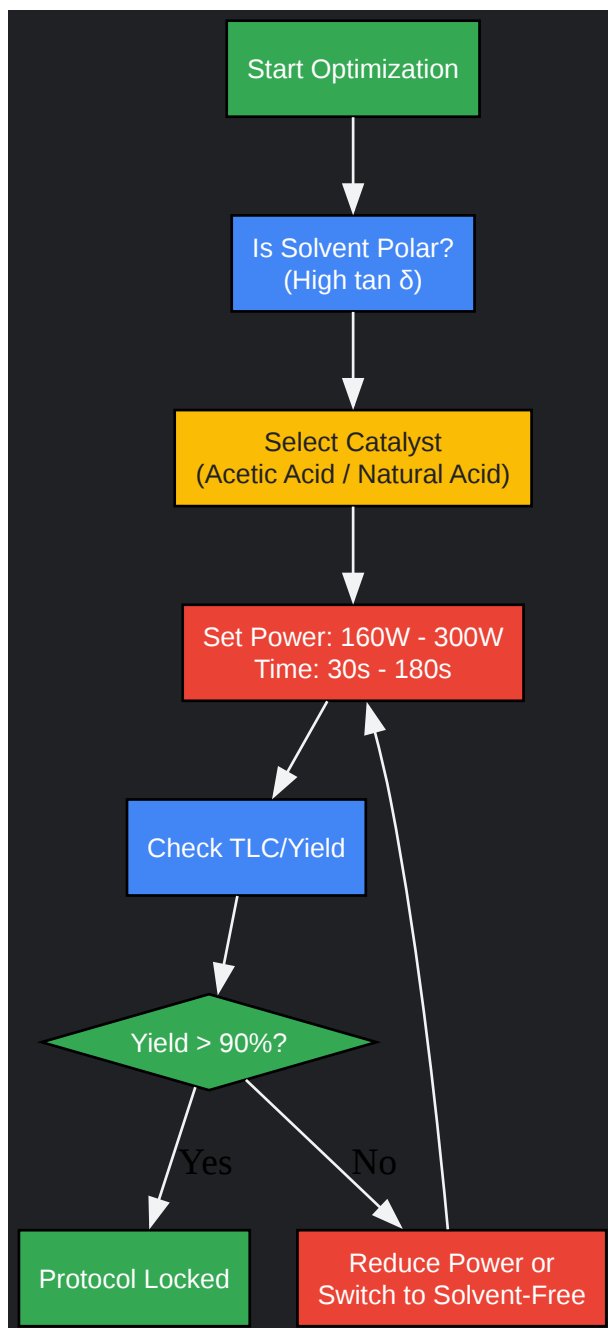 Start Optimization
Is Solvent Polar?
(High tan δ)
Select Catalyst
(Acetic Acid / Natural Acid)
Set Power: 160W - 300W
Time: 30s - 180s
Check TLC/Yield
Yield > 90%?
Yes
No
Protocol Locked
Reduce Power or
Switch to Solvent-Free